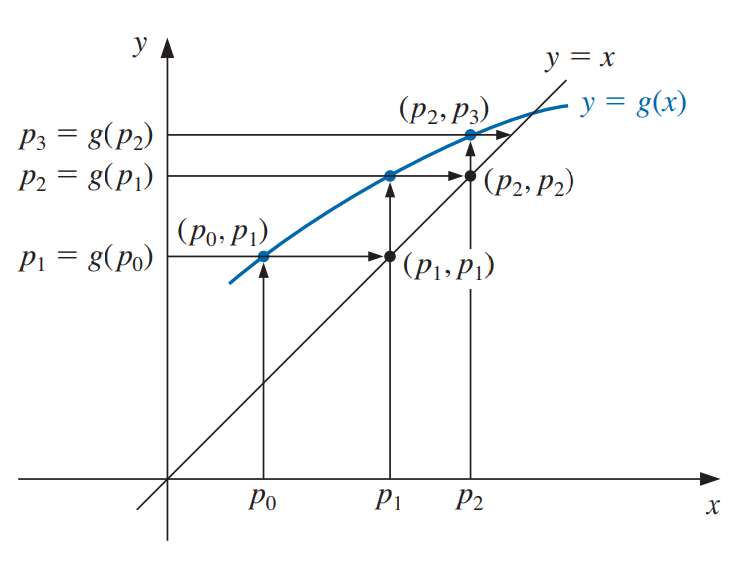 y
y = x
y = g(x)
(p₂, p₃)
p₃ = g(p₂)
p₂ = g(p₁)
(p₂, p₂)
(p₀, p₁)
p₁ = g(p₀)
(p₁, p₁)
p₀
p₁
p₂
x